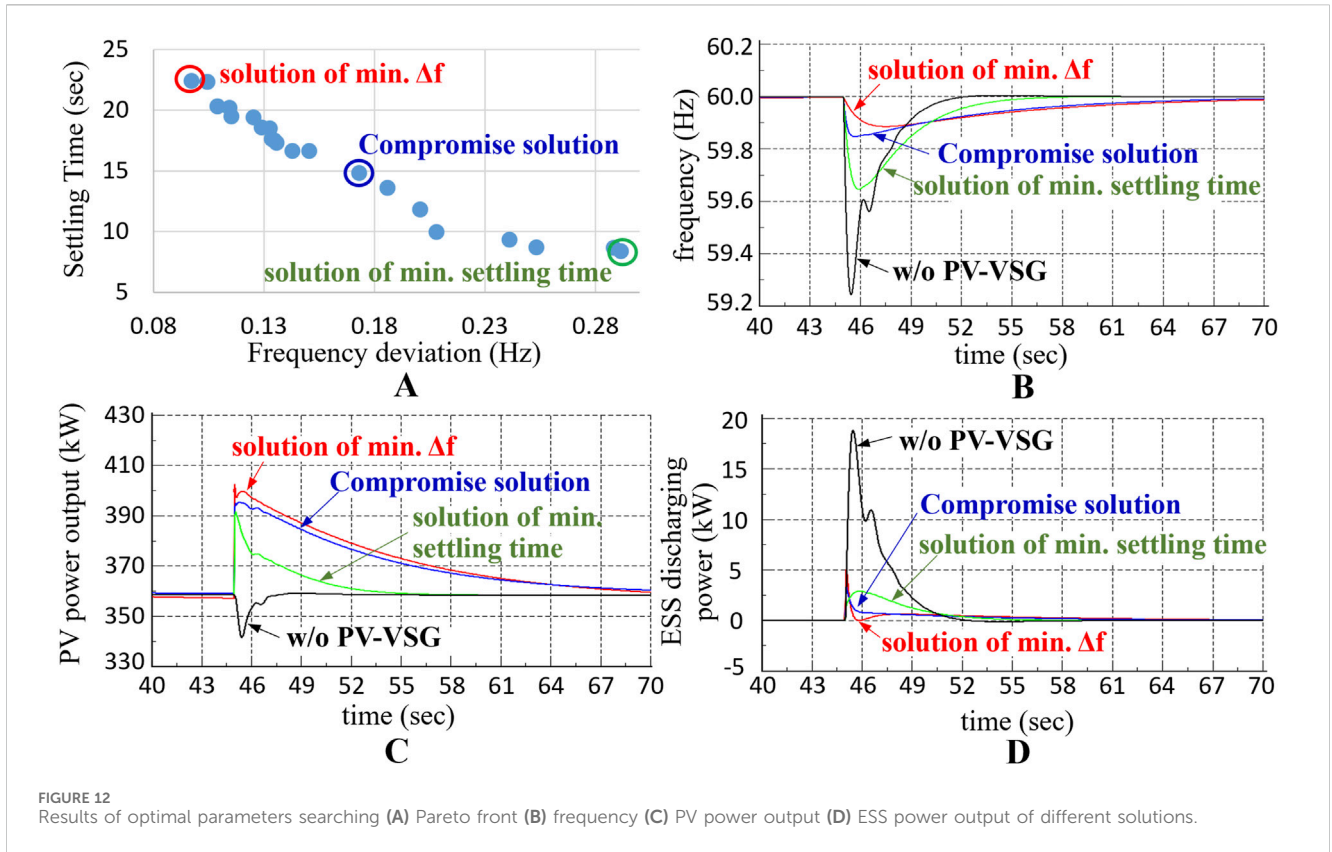 25
20
15
10
5
Settling Time (sec)
solution of min. Δf
Compromise solution
solution of min. settling time
0.08 0.13 0.18 0.23 0.28
Frequency deviation (Hz)
A
60.2
60.0
59.8
59.6
59.4
59.2
frequency (Hz)
solution of min. Δf
Compromise solution
solution of min. settling time
w/o PV-VSG
40 43 46 49 52 55 58 61 64 67 70
time (sec)
B
430
410
390
370
350
330
PV power output (kW)
solution of min. Δf
Compromise solution
solution of min.
settling time
w/o PV-VSG
40 43 46 49 52 55 58 61 64 67 70
time (sec)
C
20
15
10
5
0
-5
ESS discharging
power (kW)
w/o PV-VSG
Compromise solution
solution of min. settling time
solution of min. Δf
40 43 46 49 52 55 58 61 64 67 70
time (sec)
D
FIGURE 12
Results of optimal parameters searching (A) Pareto front (B) frequency (C) PV power output (D) ESS power output of different solutions.